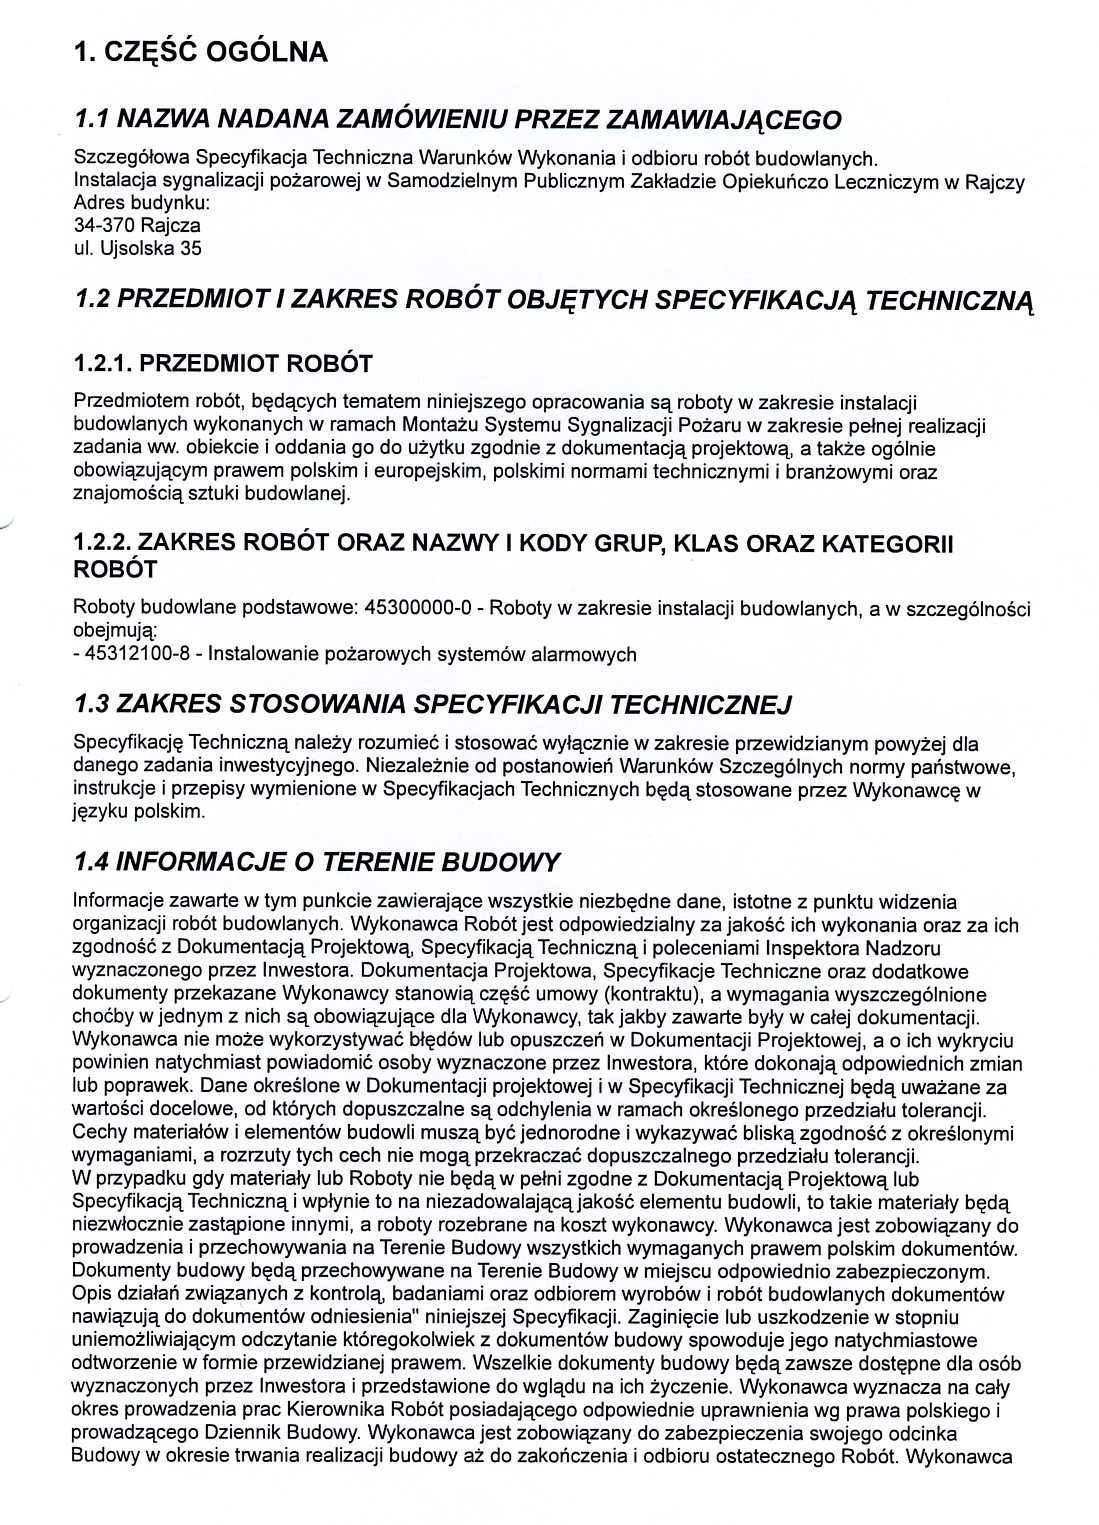 1. CZĘŚĆ OGÓLNA
1.1 NAZWA NADANA ZAMÓWIENIU PRZEZ ZAMAWIAJĄCEGO
Szczegółowa Specyfikacja Techniczna Warunków Wykonania i odbioru robót budowlanych.
Instalacja sygnalizacji pożarowej w Samodzielnym Publicznym Zakładzie Opiekuńczo Leczniczym w Rajczy
Adres budynku:
34-370 Rajcza
ul. Ujsolska 35
1.2 PRZEDMIOT I ZAKRES ROBÓT OBJĘTYCH SPECYFIKACJĄ TECHNICZNĄ
1.2.1. PRZEDMIOT ROBÓT
Przedmiotem robót, będących tematem niniejszego opracowania są roboty w zakresie instalacji
budowlanych wykonanych w ramach Montażu Systemu Sygnalizacji Pożaru w zakresie pełnej realizacji
zadania ww. obiekcie i oddania go do użytku zgodnie z dokumentacją projektową, a także ogólnie
obowiązującym prawem polskim i europejskim, polskimi normami technicznymi i branżowymi oraz
znajomością sztuki budowlanej.
1.2.2. ZAKRES ROBÓT ORAZ NAZWY I KODY GRUP, KLAS ORAZ KATEGORII
ROBÓT
Roboty budowlane podstawowe: 45300000-0 - Roboty w zakresie instalacji budowlanych, a w szczególności
obejmują:
- 45312100-8 - Instalowanie pożarowych systemów alarmowych
1.3 ZAKRES STOSOWANIA SPECYFIKACJI TECHNICZNEJ
Specyfikację Techniczną należy rozumieć i stosować wyłącznie w zakresie przewidzianym powyżej dla
danego zadania inwestycyjnego. Niezależnie od postanowień Warunków Szczególnych normy państwowe,
instrukcje i przepisy wymienione w Specyfikacjach Technicznych będą stosowane przez Wykonawcę w
języku polskim.
1.4 INFORMACJE O TERENIE BUDOWY
Informacje zawarte w tym punkcie zawierające wszystkie niezbędne dane, istotne z punktu widzenia
organizacji robót budowlanych. Wykonawca Robót jest odpowiedzialny za jakość ich wykonania oraz za ich
zgodność z Dokumentacją Projektową, Specyfikacją Techniczną i poleceniami Inspektora Nadzoru
wyznaczonego przez Inwestora. Dokumentacja Projektowa, Specyfikacje Techniczne oraz dodatkowe
dokumenty przekazane Wykonawcy stanowią część umowy (kontraktu), a wymagania wyszczególnione
choćby w jednym z nich są obowiązujące dla Wykonawcy, tak jakby zawarte były w całej dokumentacji.
Wykonawca nie może wykorzystywać błędów lub opuszczeń w Dokumentacji Projektowej, a o ich wykryciu
powinien natychmiast powiadomić osoby wyznaczone przez Inwestora, które dokonają odpowiednich zmian
lub poprawek. Dane określone w Dokumentacji projektowej i w Specyfikacji Technicznej będą uważane za
wartości docelowe, od których dopuszczalne są odchylenia w ramach określonego przedziału tolerancji.
Cechy materiałów i elementów budowli muszą być jednorodne i wykazywać bliską zgodność z określonymi
wymaganiami, a rozrzuty tych cech nie mogą przekraczać dopuszczalnego przedziału tolerancji.
W przypadku gdy materiały lub Roboty nie będą w pełni zgodne z Dokumentacją Projektową lub
Specyfikacją Techniczną i wpłynie to na niezadowalającą jakość elementu budowli, to takie materiały będą
niezwłocznie zastąpione innymi, a roboty rozebrane na koszt wykonawcy. Wykonawca jest zobowiązany do
prowadzenia i przechowywania na Terenie Budowy wszystkich wymaganych prawem polskim dokumentów.
Dokumenty budowy będą przechowywane na Terenie Budowy w miejscu odpowiednio zabezpieczonym.
Opis działań związanych z kontrolą, badaniami oraz odbiorem wyrobów i robót budowlanych dokumentów
nawiązują do dokumentów odniesienia" niniejszej Specyfikacji. Zaginięcie lub uszkodzenie w stopniu
uniemożliwiającym odczytanie któregokolwiek z dokumentów budowy spowoduje jego natychmiastowe
odtworzenie w formie przewidzianej prawem. Wszelkie dokumenty budowy będą zawsze dostępne dla osób
wyznaczonych przez Inwestora i przedstawione do wglądu na ich życzenie. Wykonawca wyznacza na cały
okres prowadzenia prac Kierownika Robót posiadającego odpowiednie uprawnienia wg prawa polskiego i
prowadzącego Dziennik Budowy. Wykonawca jest zobowiązany do zabezpieczenia swojego odcinka
Budowy w okresie trwania realizacji budowy aż do zakończenia i odbioru ostatecznego Robót. Wykonawca